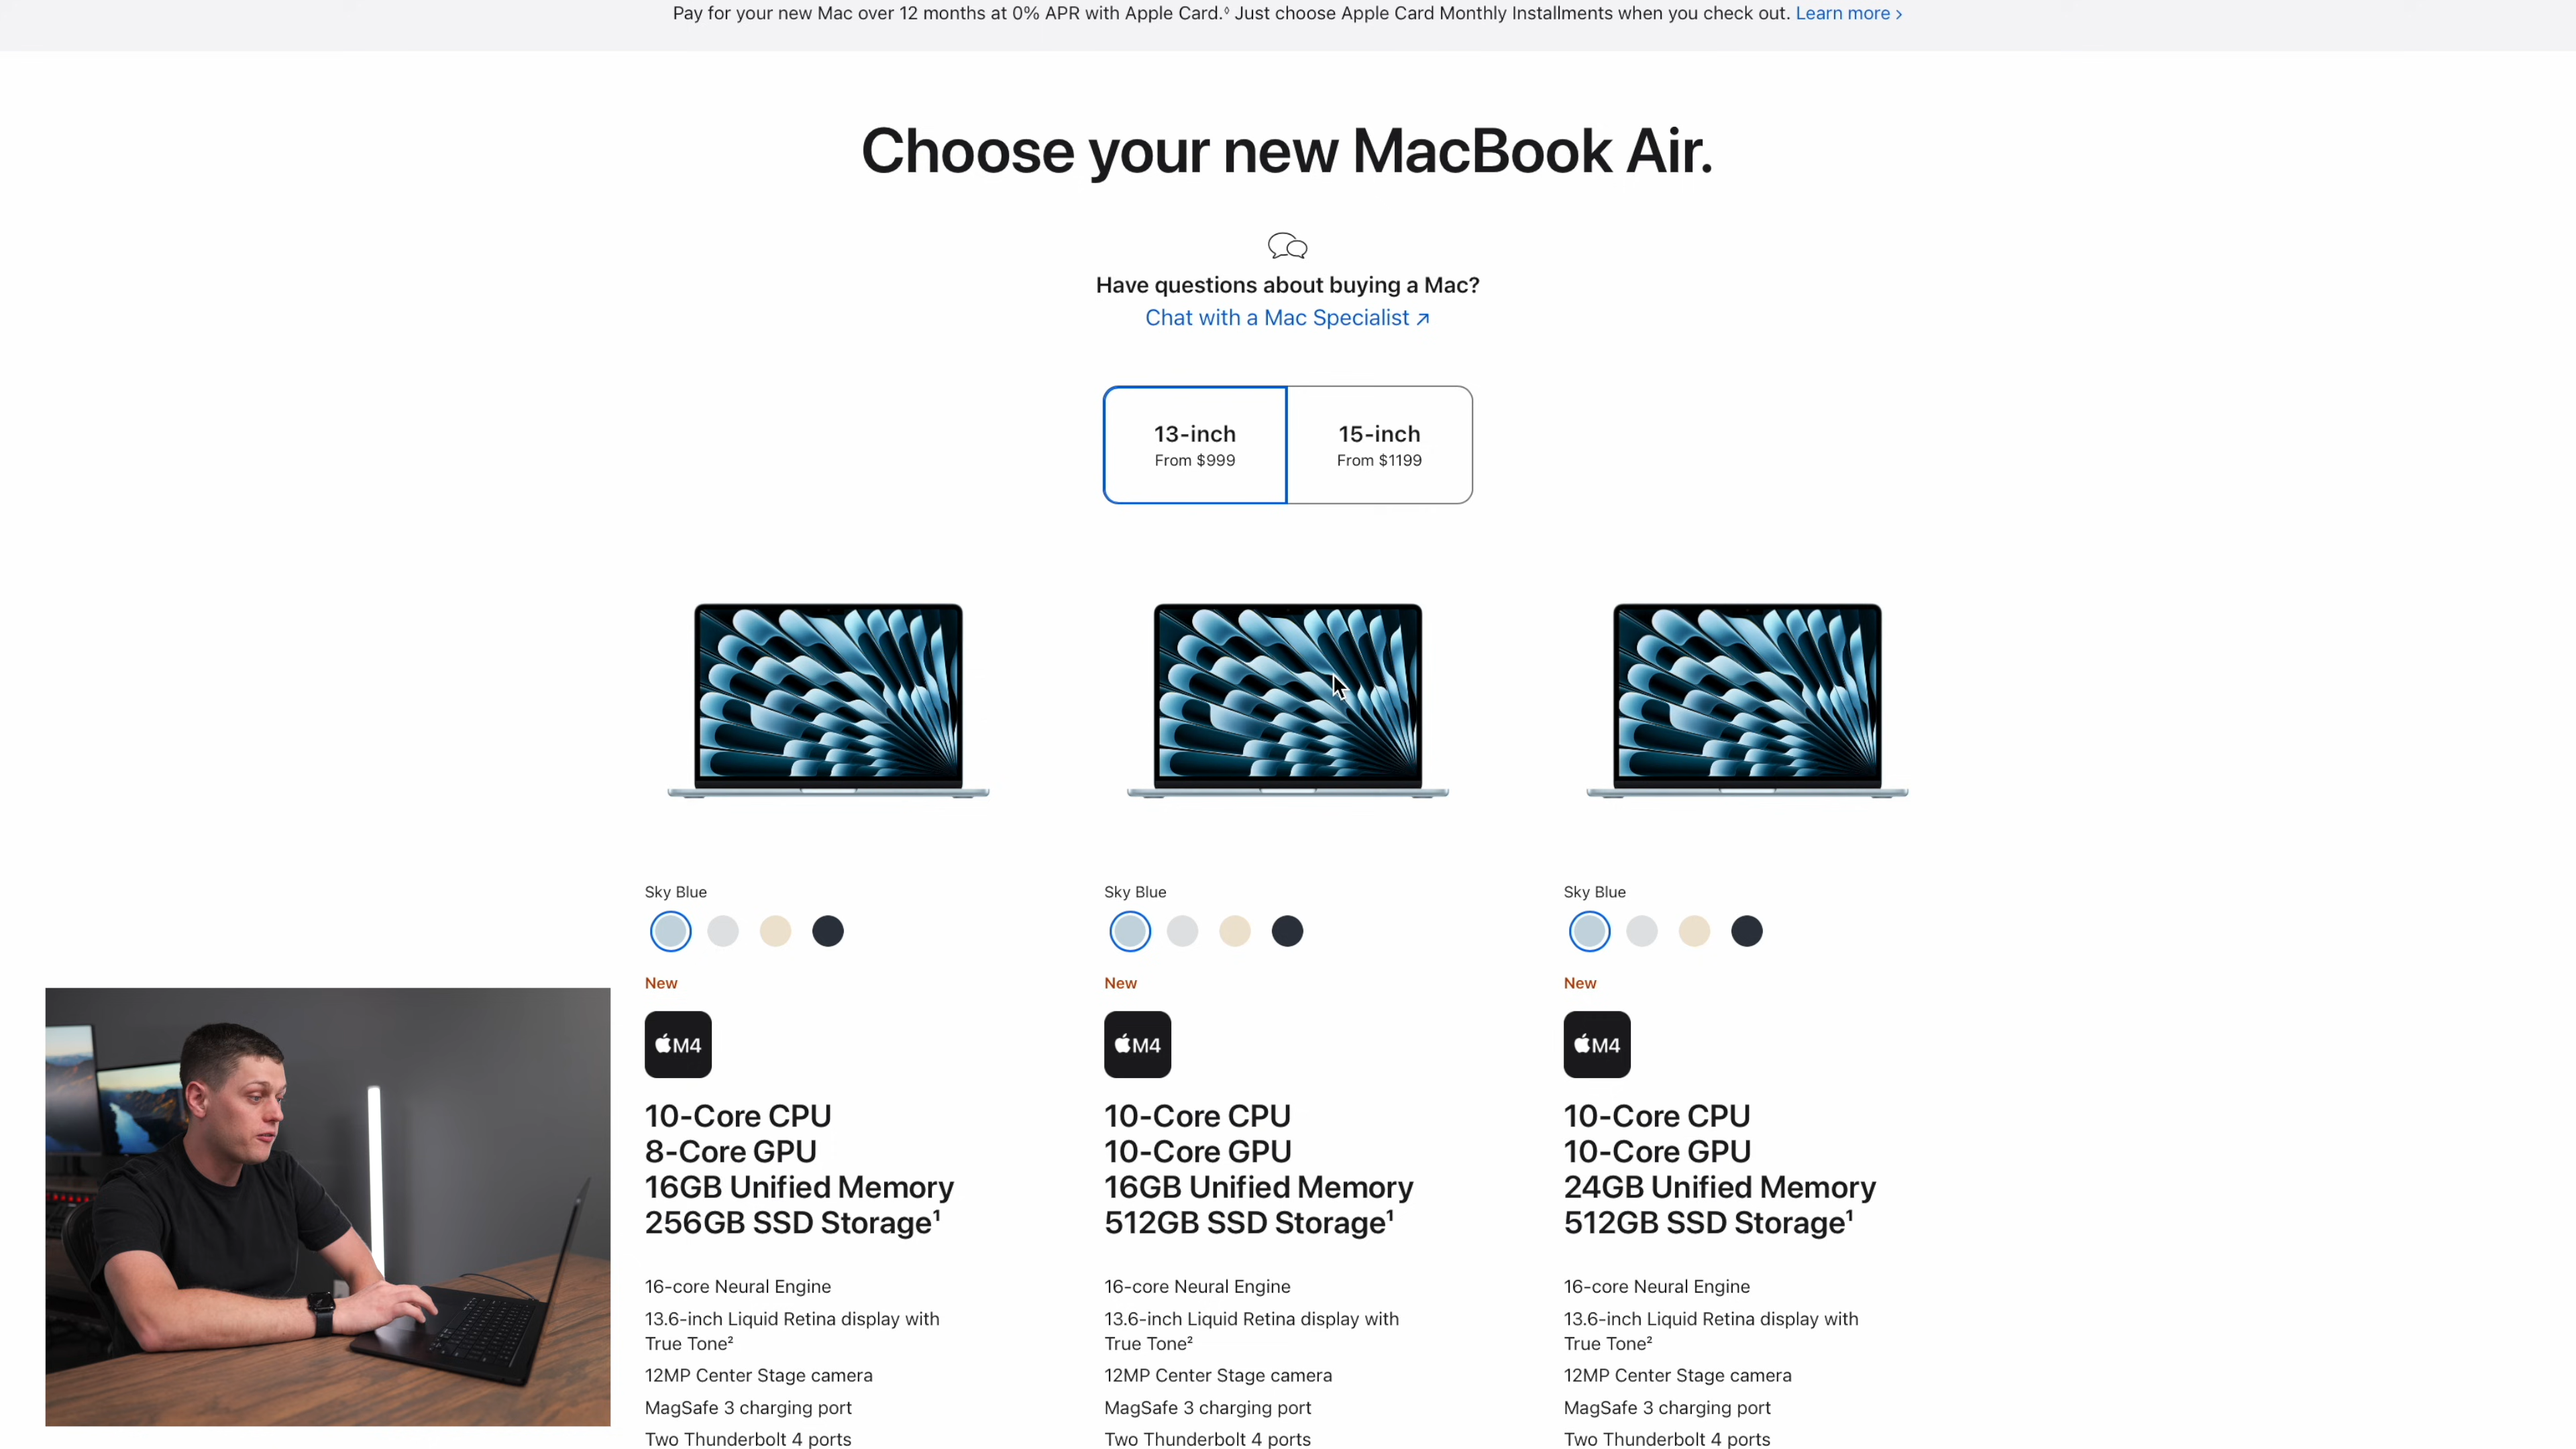 Pay for your new Mac over 12 months at 0% APR with Apple Card.◊ Just choose Apple Card Monthly Installments when you check out. Learn more ›
Choose your new MacBook Air.
Have questions about buying a Mac?
Chat with a Mac Specialist ↗
13-inch
From $999
15-inch
From $1199
Sky Blue
New
M4
10-Core CPU
8-Core GPU
16GB Unified Memory
256GB SSD Storage¹
16-core Neural Engine
13.6-inch Liquid Retina display with
True Tone²
12MP Center Stage camera
MagSafe 3 charging port
Two Thunderbolt 4 ports
Sky Blue
New
M4
10-Core CPU
10-Core GPU
16GB Unified Memory
512GB SSD Storage¹
16-core Neural Engine
13.6-inch Liquid Retina display with
True Tone²
12MP Center Stage camera
MagSafe 3 charging port
Two Thunderbolt 4 ports
Sky Blue
New
M4
10-Core CPU
10-Core GPU
24GB Unified Memory
512GB SSD Storage¹
16-core Neural Engine
13.6-inch Liquid Retina display with
True Tone²
12MP Center Stage camera
MagSafe 3 charging port
Two Thunderbolt 4 ports